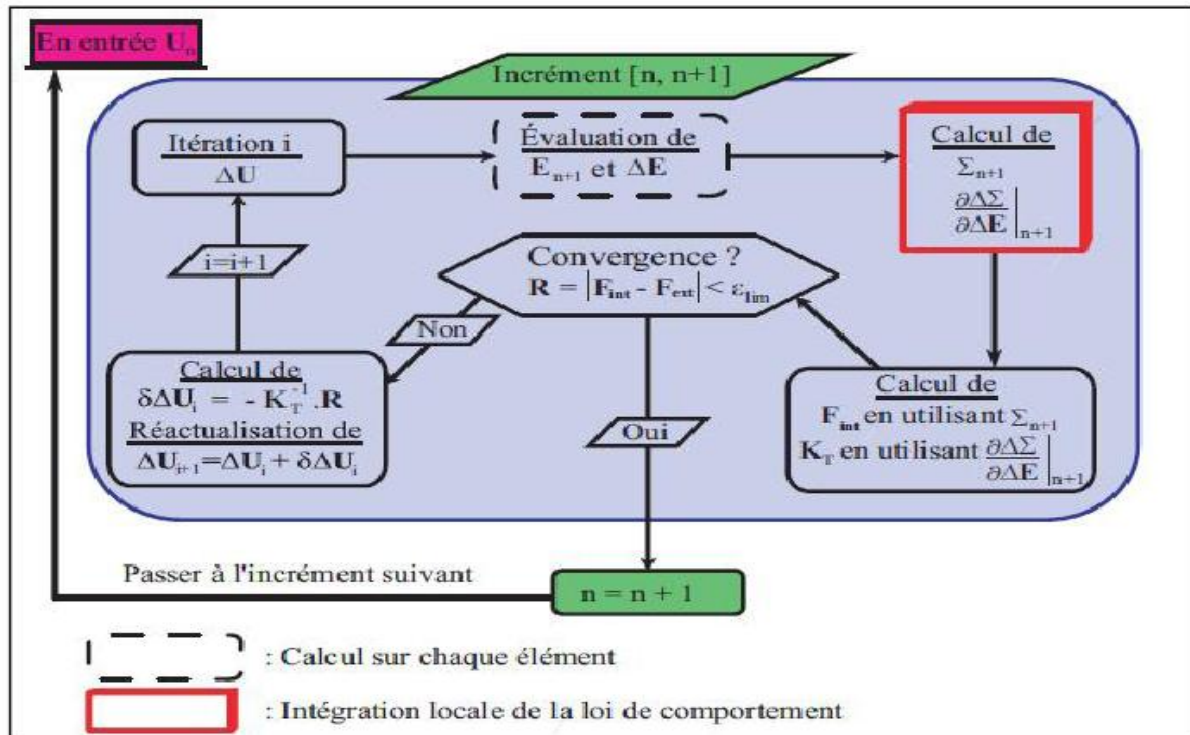 En entrée Uₙ
Incrément [n, n+1]
Itération i
ΔU
Évaluation de
Eₙ₊₁ et ΔE
Calcul de
Σₙ₊₁
∂ΔΣ
∂ΔE |ₙ₊₁
i=i+1
Convergence ?
R = |F_int - F_ext| < ε_lim
Non
Calcul de
δΔUᵢ = - K_T⁻¹ .R
Réactualisation de
ΔUᵢ₊₁=ΔUᵢ + δΔUᵢ
Oui
Calcul de
F_int en utilisant Σₙ₊₁
K_T en utilisant ∂ΔΣ
∂ΔE |ₙ₊₁
Passer à l'incrément suivant
n = n + 1
: Calcul sur chaque élément
: Intégration locale de la loi de comportement